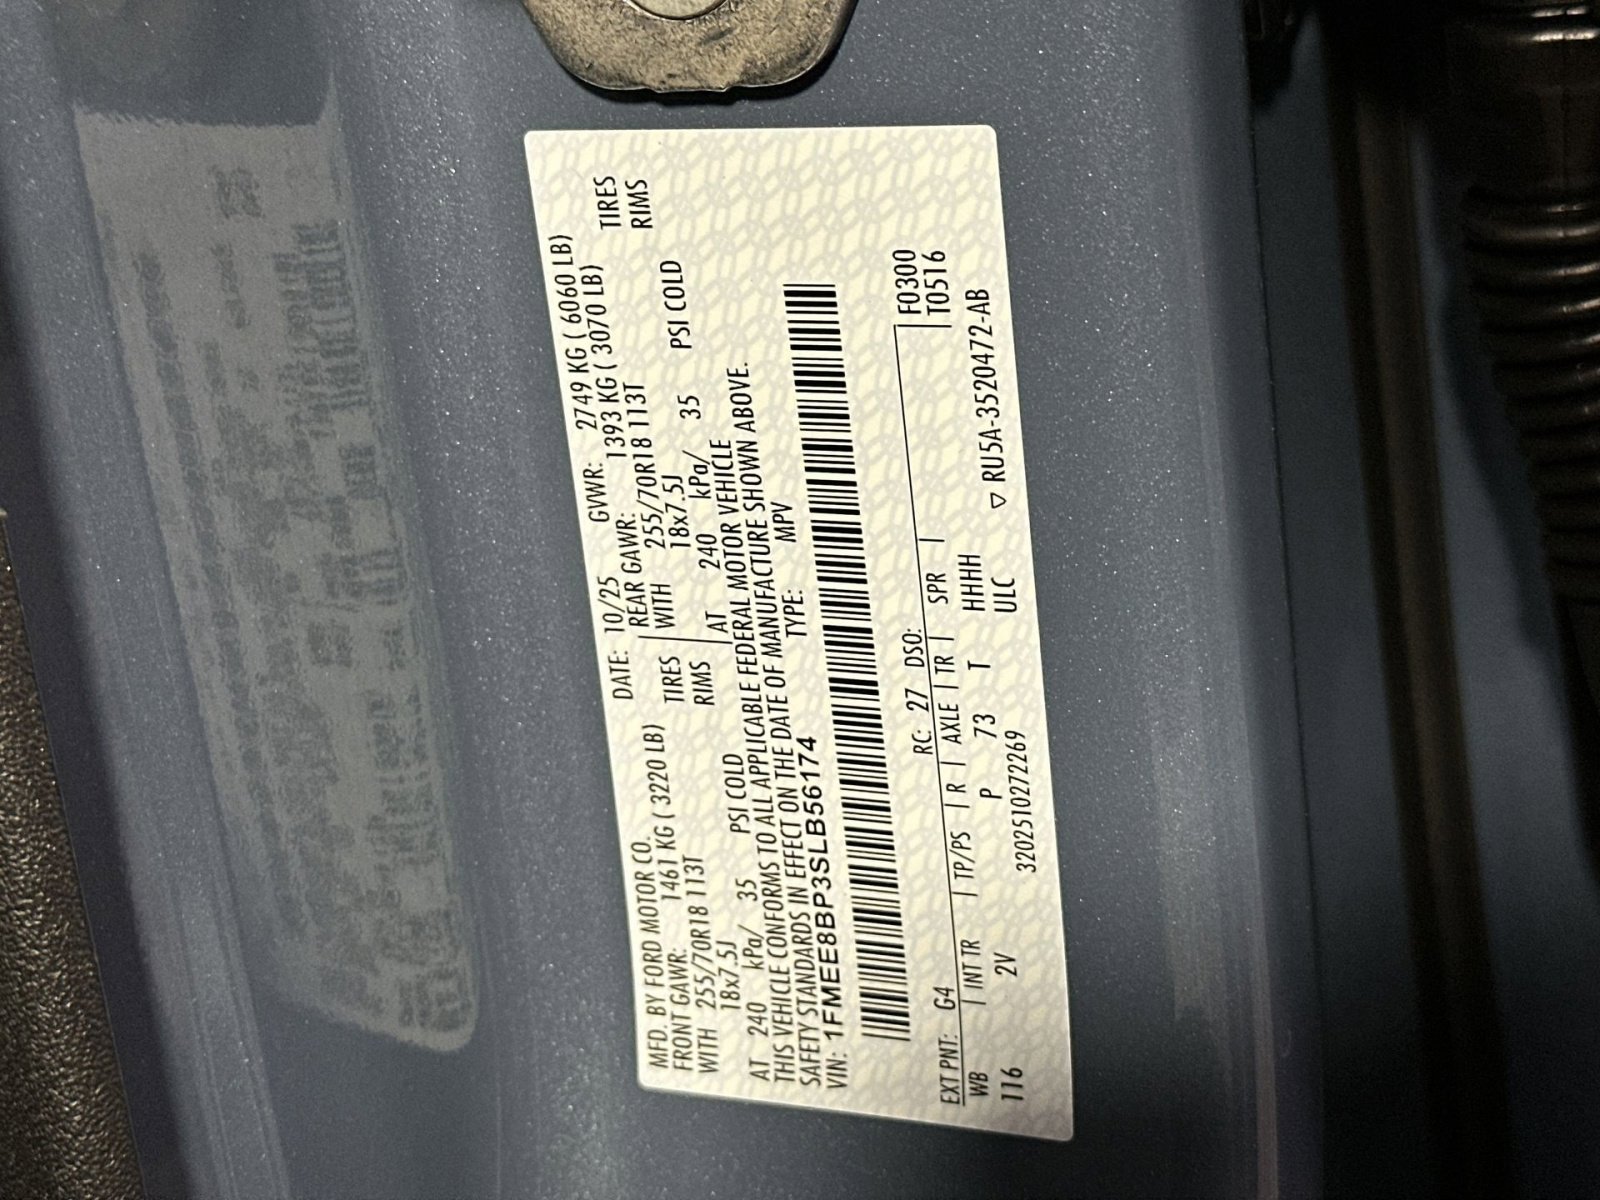 MFD. BY FORD MOTOR CO. DATE: 10/25 GVWR: 2749 KG ( 6060 LB)
FRONT GAWR: 1461 KG ( 3220 LB) REAR GAWR: 1393 KG ( 3070 LB)
WITH 255/70R18 113T TIRES WITH 255/70R18 113T TIRES
18x7.5J RIMS 18x7.5J RIMS
AT 240 kPa/ 35 PSI COLD AT 240 kPa/ 35 PSI COLD
THIS VEHICLE CONFORMS TO ALL APPLICABLE FEDERAL MOTOR VEHICLE
SAFETY STANDARDS IN EFFECT ON THE DATE OF MANUFACTURE SHOWN ABOVE.
VIN: 1FMEE8BP3SLB56174 TYPE: MPV
EXT PNT: G4 RC: 27 DSO: F0300
WB | INT TR | TP/PS | R | AXLE | TR | SPR | T0516
116 2V P 73 T HHHH
320251027 2269 ULC ▽ RU5A-3520472-AB